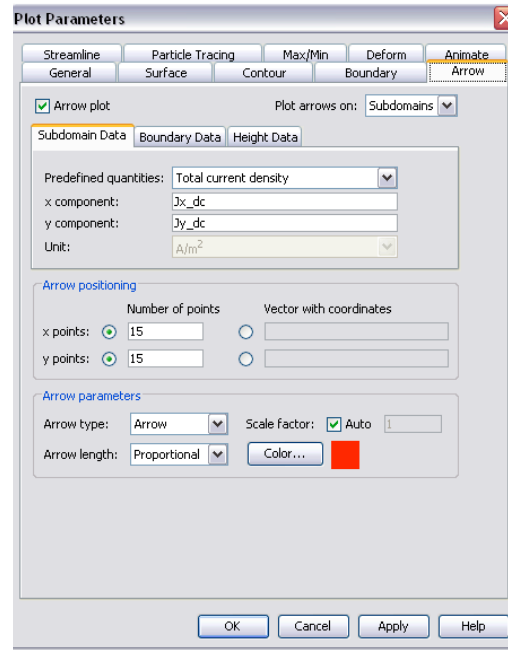 Plot Parameters
Streamline Particle Tracing Max/Min Deform Animate
General Surface Contour Boundary Arrow
Arrow plot Plot arrows on: Subdomains
Subdomain Data Boundary Data Height Data
Predefined quantities: Total current density
x component: Jx_dc
y component: Jy_dc
Unit: A/m²
Arrow positioning
Number of points Vector with coordinates
x points: 15
y points: 15
Arrow parameters
Arrow type: Arrow Scale factor: Auto 1
Arrow length: Proportional Color...
OK Cancel Apply Help